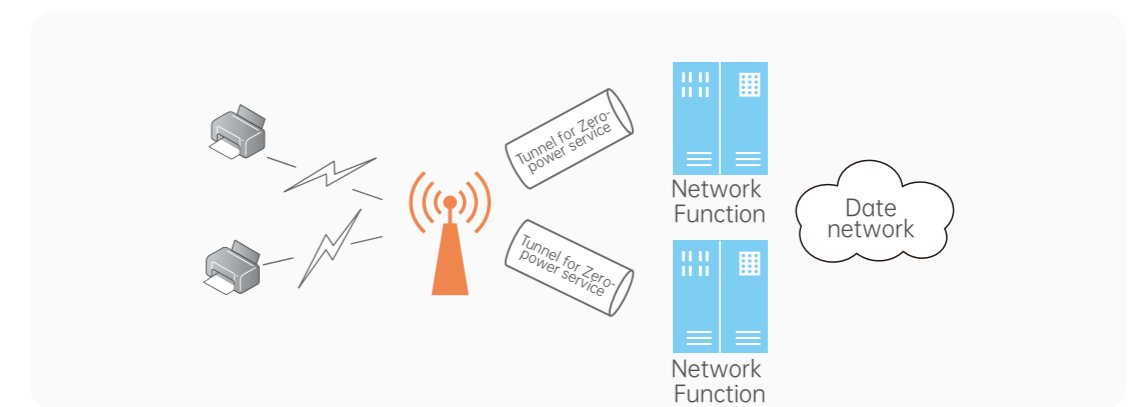 Tunnel for Zero-
power service
Network
Function
Date
network
Tunnel for Zero-
power service
Network
Function